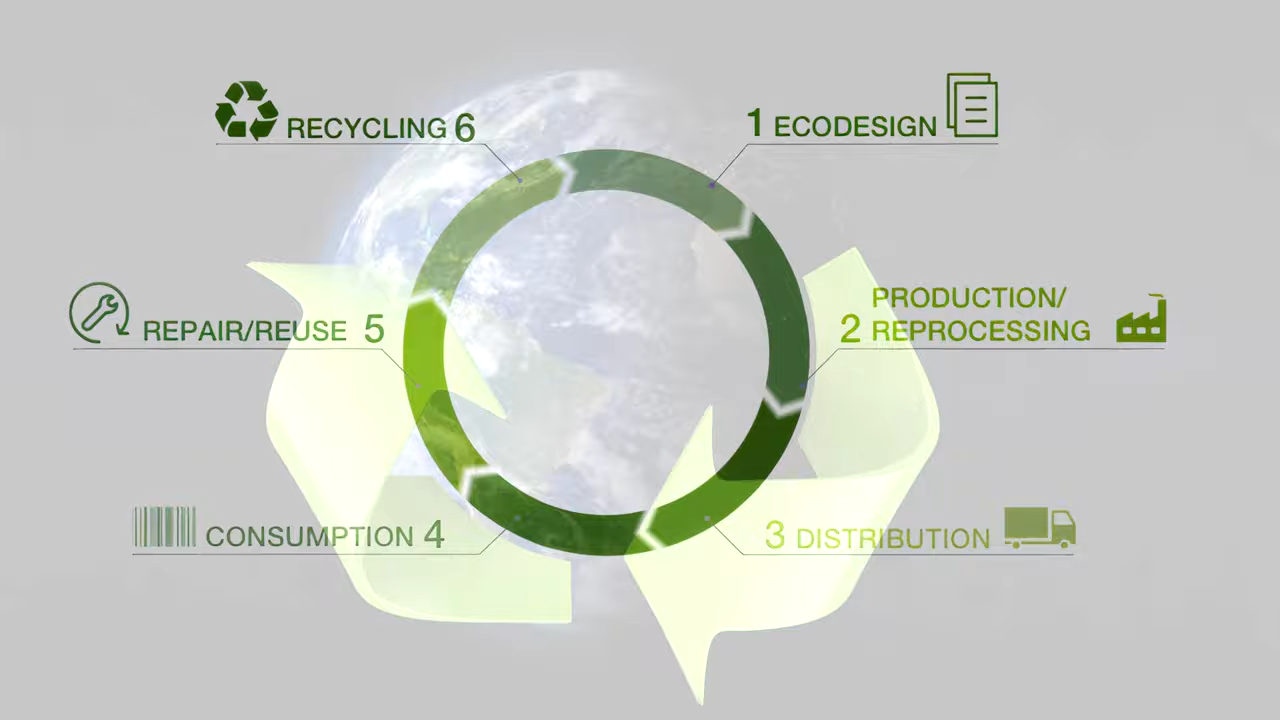 1 ECODESIGN
PRODUCTION/
2 REPROCESSING
3 DISTRIBUTION
CONSUMPTION 4
REPAIR/REUSE 5
RECYCLING 6